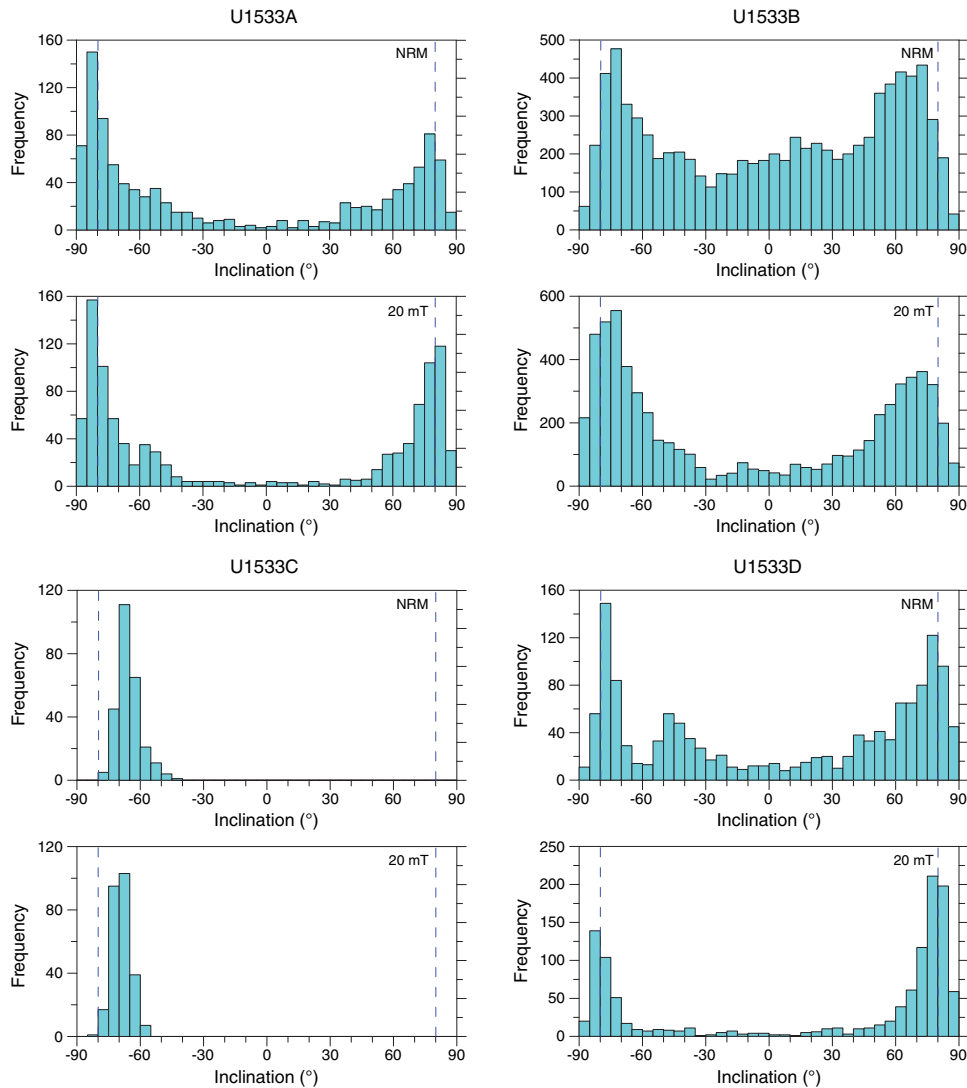 U1533A
NRM
Frequency
160
120
80
40
0
-90 -60 -30 0 30 60 90
Inclination (°)
20 mT
Frequency
160
120
80
40
0
-90 -60 -30 0 30 60 90
Inclination (°)
U1533B
NRM
Frequency
500
400
300
200
100
0
-90 -60 -30 0 30 60 90
Inclination (°)
20 mT
Frequency
600
400
200
0
-90 -60 -30 0 30 60 90
Inclination (°)
U1533C
NRM
Frequency
120
80
40
0
-90 -60 -30 0 30 60 90
Inclination (°)
20 mT
Frequency
120
80
40
0
-90 -60 -30 0 30 60 90
Inclination (°)
U1533D
NRM
Frequency
160
120
80
40
0
-90 -60 -30 0 30 60 90
Inclination (°)
20 mT
Frequency
250
200
150
100
50
0
-90 -60 -30 0 30 60 90
Inclination (°)